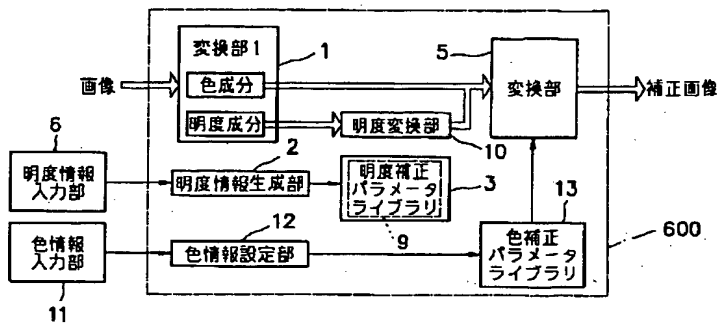 変換部1
1
5
画像
色成分
変換部
補正画像
明度成分
明度変換部
6
2
10
明度情報
入力部
明度情報生成部
明度補正
パラメータ
ライブラリ
3
13
12
9
600
色情報
入力部
色情報設定部
色補正
パラメータ
ライブラリ
11